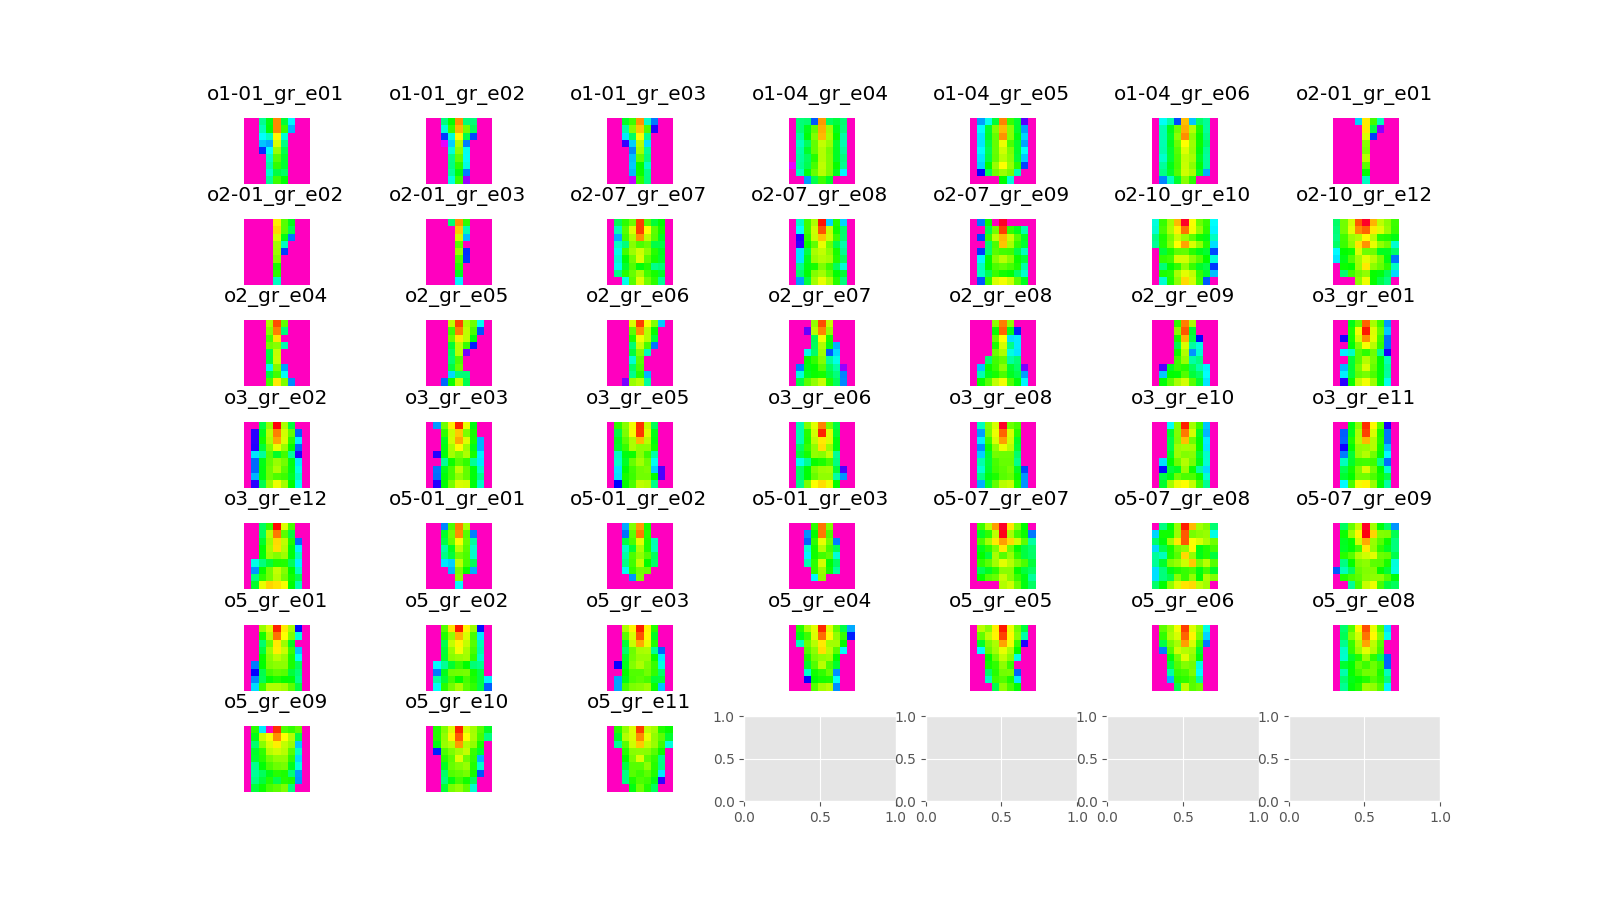 o1-01_gr_e01 o1-01_gr_e02 o1-01_gr_e03 o1-04_gr_e04 o1-04_gr_e05 o1-04_gr_e06 o2-01_gr_e01
o2-01_gr_e02 o2-01_gr_e03 o2-07_gr_e07 o2-07_gr_e08 o2-07_gr_e09 o2-10_gr_e10 o2-10_gr_e12
o2_gr_e04 o2_gr_e05 o2_gr_e06 o2_gr_e07 o2_gr_e08 o2_gr_e09 o3_gr_e01
o3_gr_e02 o3_gr_e03 o3_gr_e05 o3_gr_e06 o3_gr_e08 o3_gr_e10 o3_gr_e11
o3_gr_e12 o5-01_gr_e01 o5-01_gr_e02 o5-01_gr_e03 o5-07_gr_e07 o5-07_gr_e08 o5-07_gr_e09
o5_gr_e01 o5_gr_e02 o5_gr_e03 o5_gr_e04 o5_gr_e05 o5_gr_e06 o5_gr_e08
o5_gr_e09 o5_gr_e10 o5_gr_e11
1.0 1.0 1.0 1.0
0.5 0.5 0.5 0.5
0.0 0.0 0.0 0.0
0.0 0.5 1.0 0.0 0.5 1.0 0.0 0.5 1.0 0.0 0.5 1.0